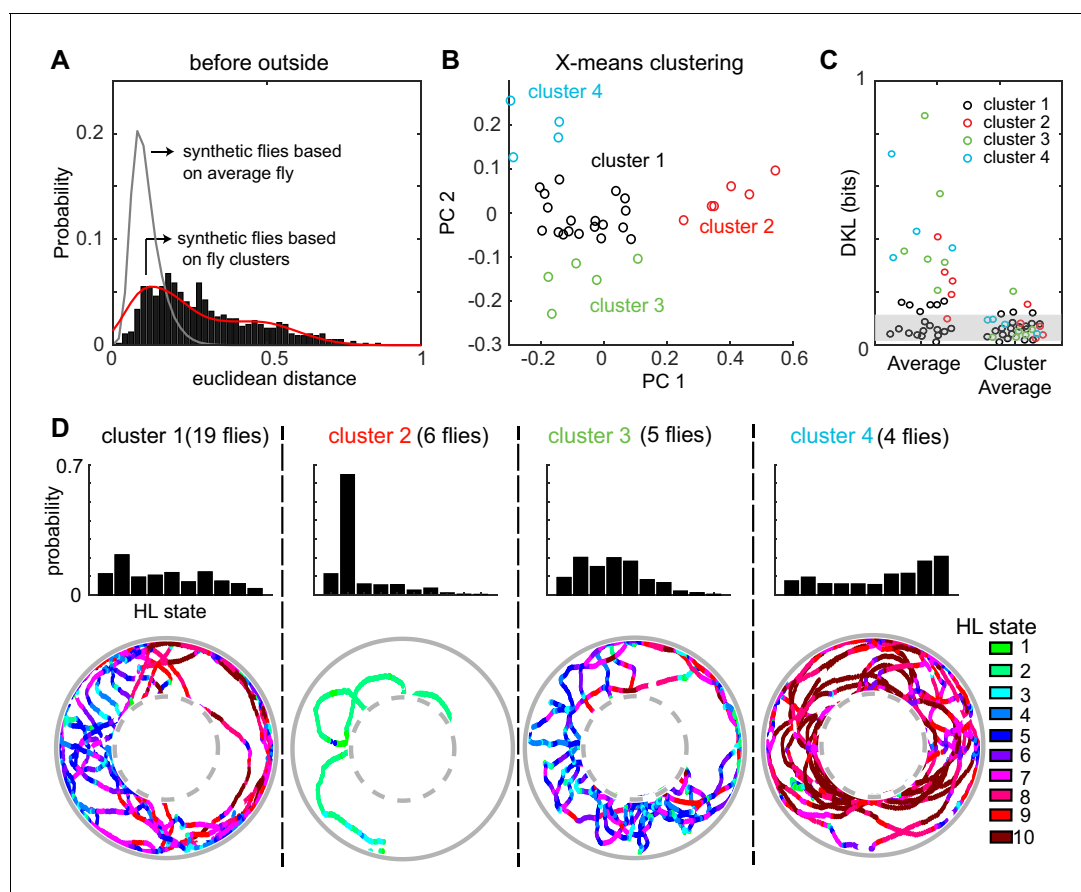 A
before outside
Probability
0.2
0.1
0
0
0.5
1
euclidean distance
synthetic flies based
on average fly
synthetic flies based
on fly clusters
B
X-means clustering
PC 2
0.2
0.1
0
-0.1
-0.2
-0.3
-0.2
0
0.2
0.4
0.6
PC 1
cluster 4
cluster 1
cluster 2
cluster 3
C
DKL (bits)
1
0
cluster 1
cluster 2
cluster 3
cluster 4
Average
Cluster
Average
D
cluster 1(19 flies)
cluster 2 (6 flies)
cluster 3 (5 flies)
cluster 4 (4 flies)
0.7
probability
0
HL state
HL state
1
2
3
4
5
6
7
8
9
10